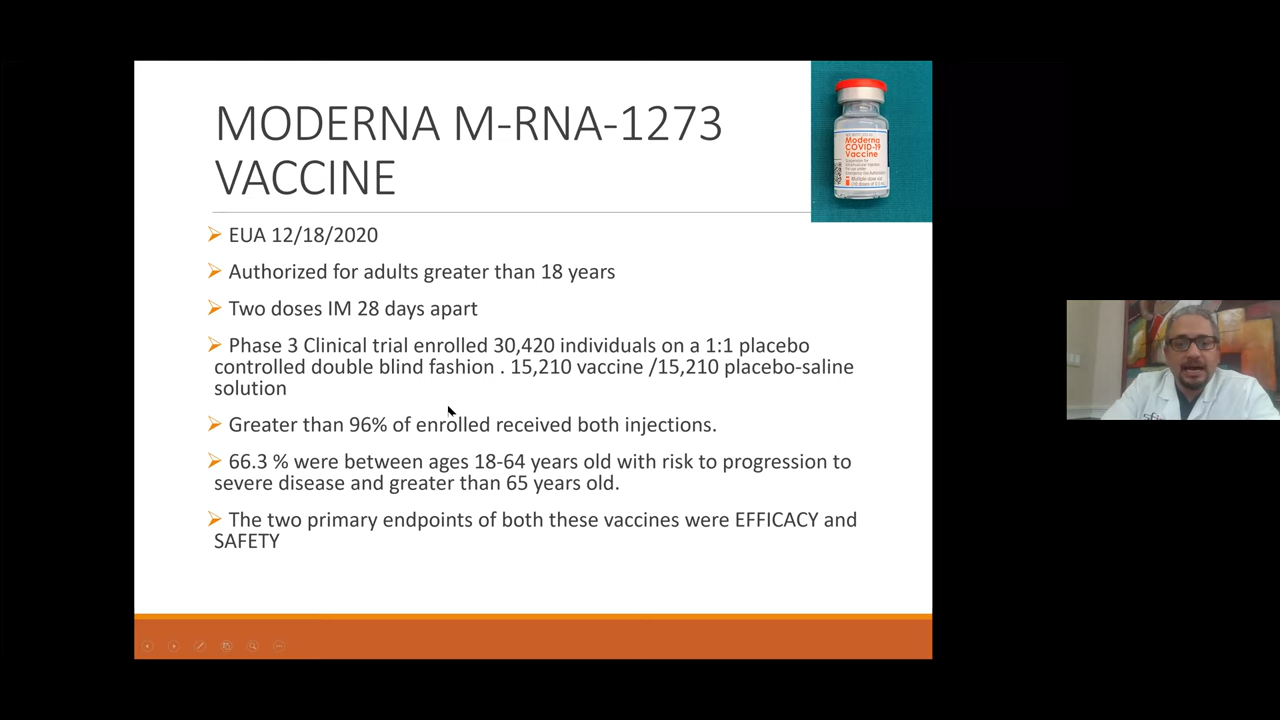 MODERNA M-RNA-1273
VACCINE
Moderna
COVID-19
Vaccine
➢ EUA 12/18/2020
➢ Authorized for adults greater than 18 years
➢ Two doses IM 28 days apart
➢ Phase 3 Clinical trial enrolled 30,420 individuals on a 1:1 placebo
controlled double blind fashion . 15,210 vaccine /15,210 placebo-saline
solution
➢ Greater than 96% of enrolled received both injections.
➢ 66.3 % were between ages 18-64 years old with risk to progression to
severe disease and greater than 65 years old.
➢ The two primary endpoints of both these vaccines were EFFICACY and
SAFETY